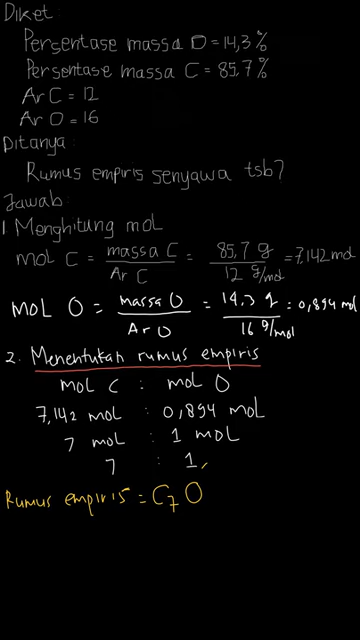 Diket:
Persentase massa O = 14,3%
Persentase massa C = 85,7%
Ar C = 12
Ar O = 16
Ditanya:
Rumus empiris senyawa tsb?
Jawab:
1 Menghitung mol
mol C = massa C / Ar C = 85,7 g / 12 g/mol = 7,142 mol
mol O = massa O / Ar O = 14,3 g / 16 g/mol = 0,894 mol
2. Menentukan rumus empiris
mol C : mol O
7,142 mol : 0,894 mol
7 mol : 1 mol
7 : 1
Rumus empiris = C₇O